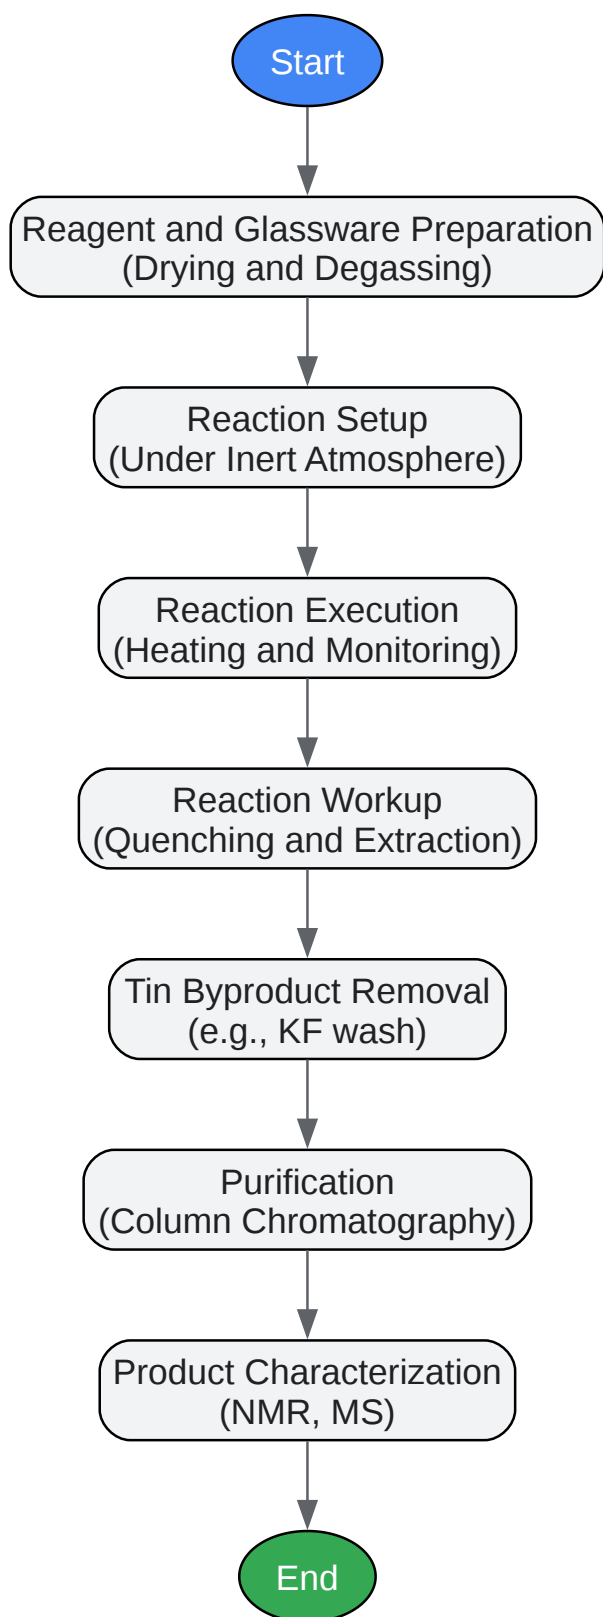 Start
Reagent and Glassware Preparation
(Drying and Degassing)
Reaction Setup
(Under Inert Atmosphere)
Reaction Execution
(Heating and Monitoring)
Reaction Workup
(Quenching and Extraction)
Tin Byproduct Removal
(e.g., KF wash)
Purification
(Column Chromatography)
Product Characterization
(NMR, MS)
End